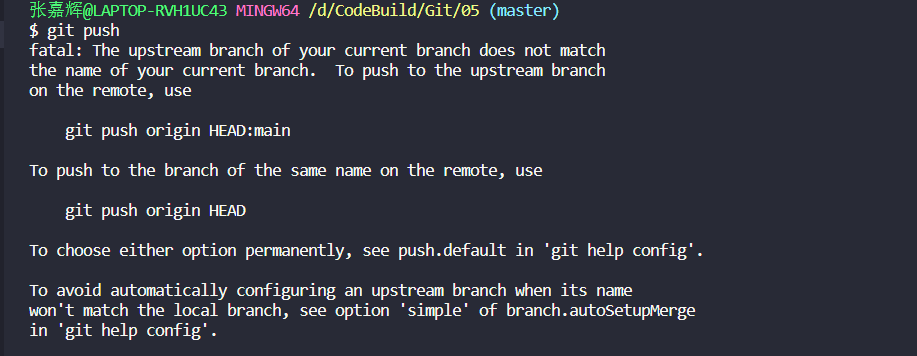 张嘉辉@LAPTOP-RVH1UC43 MINGW64 /d/CodeBuild/Git/05 (master)
$ git push
fatal: The upstream branch of your current branch does not match
the name of your current branch.  To push to the upstream branch
on the remote, use

    git push origin HEAD:main

To push to the branch of the same name on the remote, use

    git push origin HEAD

To choose either option permanently, see push.default in 'git help config'.

To avoid automatically configuring an upstream branch when its name
won't match the local branch, see option 'simple' of branch.autoSetupMerge
in 'git help config'.